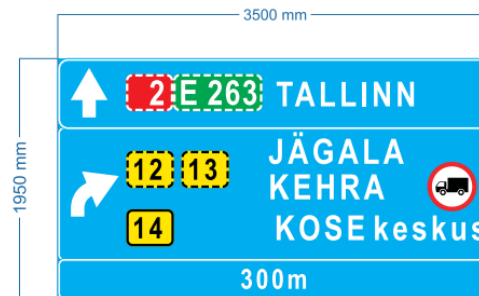 3500 mm
1950 mm
2 E 263 TALLINN
12 13 JÄGALA
KEHRA
14 KOSE keskus
300m